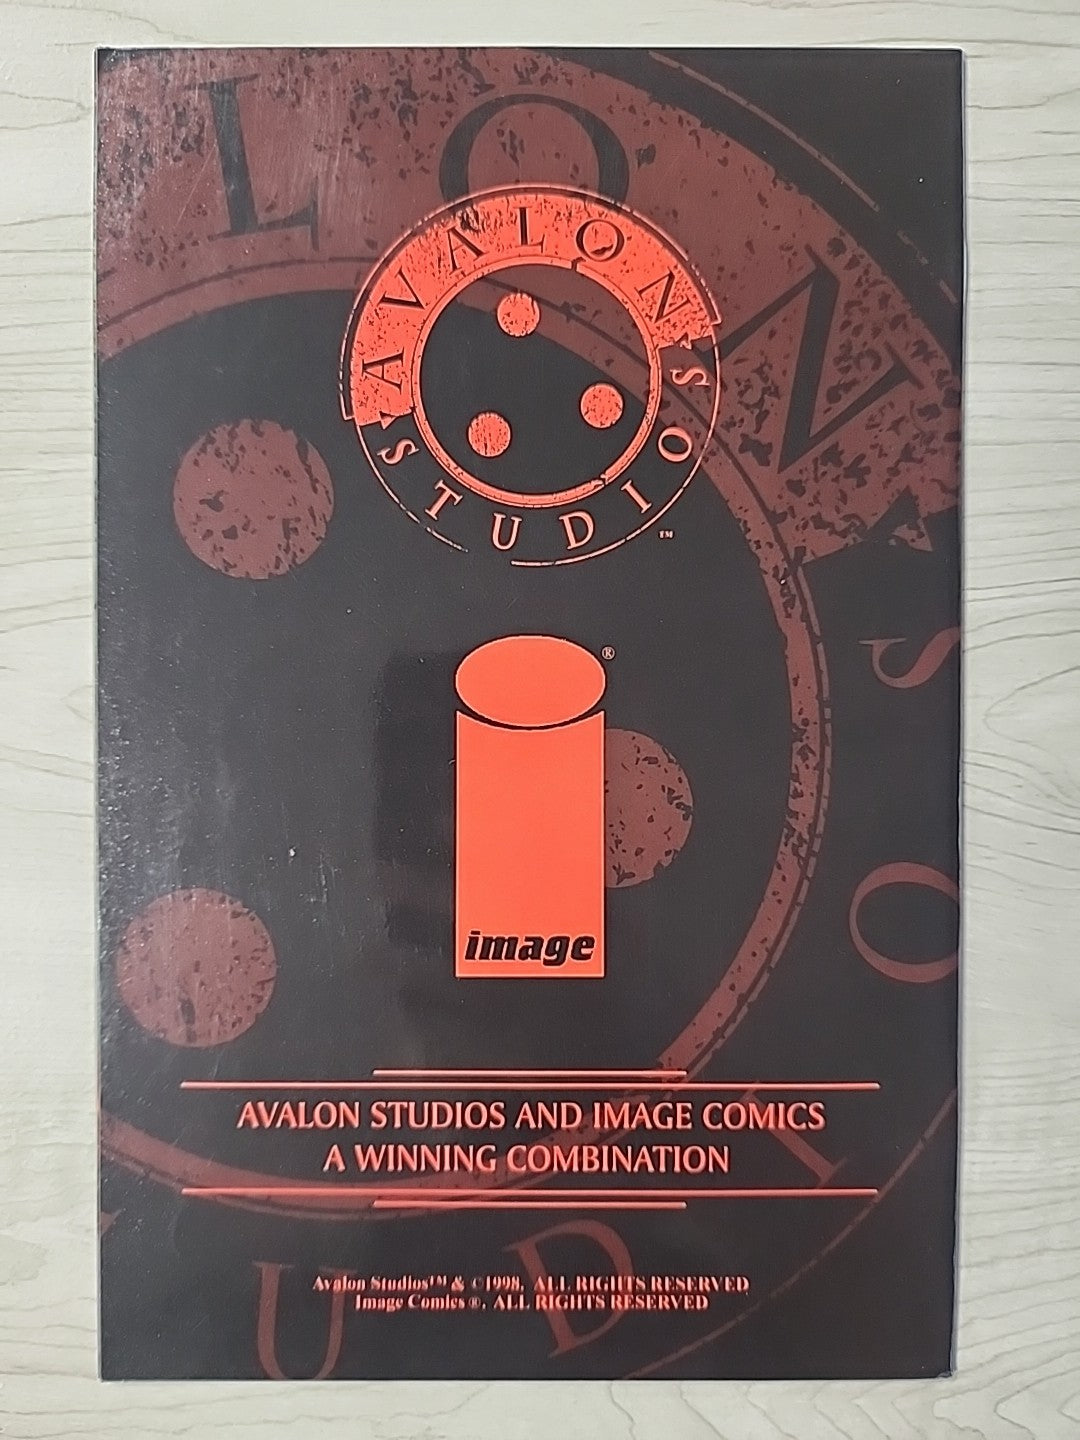 AVALON
STUDIOS
™
®
image
AVALON STUDIOS AND IMAGE COMICS
A WINNING COMBINATION
Avalon Studios™ & ©1998. ALL RIGHTS RESERVED
Image Comics ®. ALL RIGHTS RESERVED